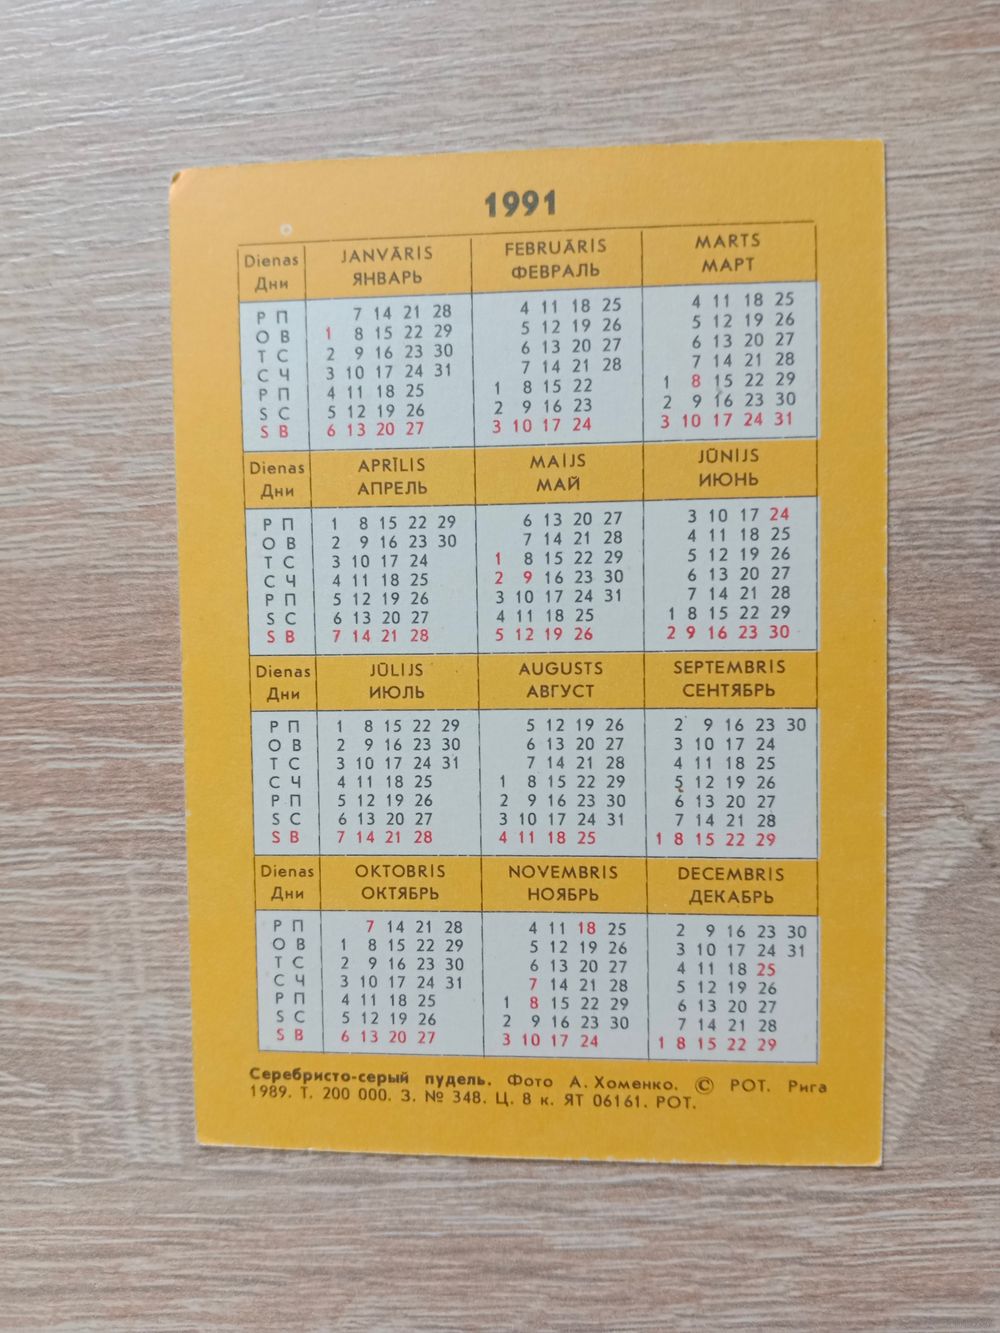 1991
Dienas JANVĀRIS FEBRUĀRIS MARTS
Дни ЯНВАРЬ ФЕВРАЛЬ МАРТ
P П 7 14 21 28 4 11 18 25 4 11 18 25
O В 1 8 15 22 29 5 12 19 26 5 12 19 26
T С 2 9 16 23 30 6 13 20 27 6 13 20 27
C Ч 3 10 17 24 31 7 14 21 28 7 14 21 28
P П 4 11 18 25 1 8 15 22 1 8 15 22 29
S С 5 12 19 26 2 9 16 23 2 9 16 23 30
S В 6 13 20 27 3 10 17 24 3 10 17 24 31
Dienas APRĪLIS MAIJS JŪNIJS
Дни АПРЕЛЬ МАЙ ИЮНЬ
P П 1 8 15 22 29 6 13 20 27 3 10 17 24
O В 2 9 16 23 30 7 14 21 28 4 11 18 25
T С 3 10 17 24 1 8 15 22 29 5 12 19 26
C Ч 4 11 18 25 2 9 16 23 30 6 13 20 27
P П 5 12 19 26 3 10 17 24 31 7 14 21 28
S С 6 13 20 27 4 11 18 25 1 8 15 22 29
S В 7 14 21 28 5 12 19 26 2 9 16 23 30
Dienas JŪLIJS AUGUSTS SEPTEMBRIS
Дни ИЮЛЬ АВГУСТ СЕНТЯБРЬ
P П 1 8 15 22 29 5 12 19 26 2 9 16 23 30
O В 2 9 16 23 30 6 13 20 27 3 10 17 24
T С 3 10 17 24 31 7 14 21 28 4 11 18 25
C Ч 4 11 18 25 1 8 15 22 29 5 12 19 26
P П 5 12 19 26 2 9 16 23 30 6 13 20 27
S С 6 13 20 27 3 10 17 24 31 7 14 21 28
S В 7 14 21 28 4 11 18 25 1 8 15 22 29
Dienas OKTOBRIS NOVEMBRIS DECEMBRIS
Дни ОКТЯБРЬ НОЯБРЬ ДЕКАБРЬ
P П 7 14 21 28 4 11 18 25 2 9 16 23 30
O В 1 8 15 22 29 5 12 19 26 3 10 17 24 31
T С 2 9 16 23 30 6 13 20 27 4 11 18 25
C Ч 3 10 17 24 31 7 14 21 28 5 12 19 26
P П 4 11 18 25 1 8 15 22 29 6 13 20 27
S С 5 12 19 26 2 9 16 23 30 7 14 21 28
S В 6 13 20 27 3 10 17 24 1 8 15 22 29
Серебристо-серый пудель. Фото А. Хоменко. © РОТ. Рига
1989. Т. 200 000. З. № 348. Ц. 8 к. ЯТ 06161. РОТ.